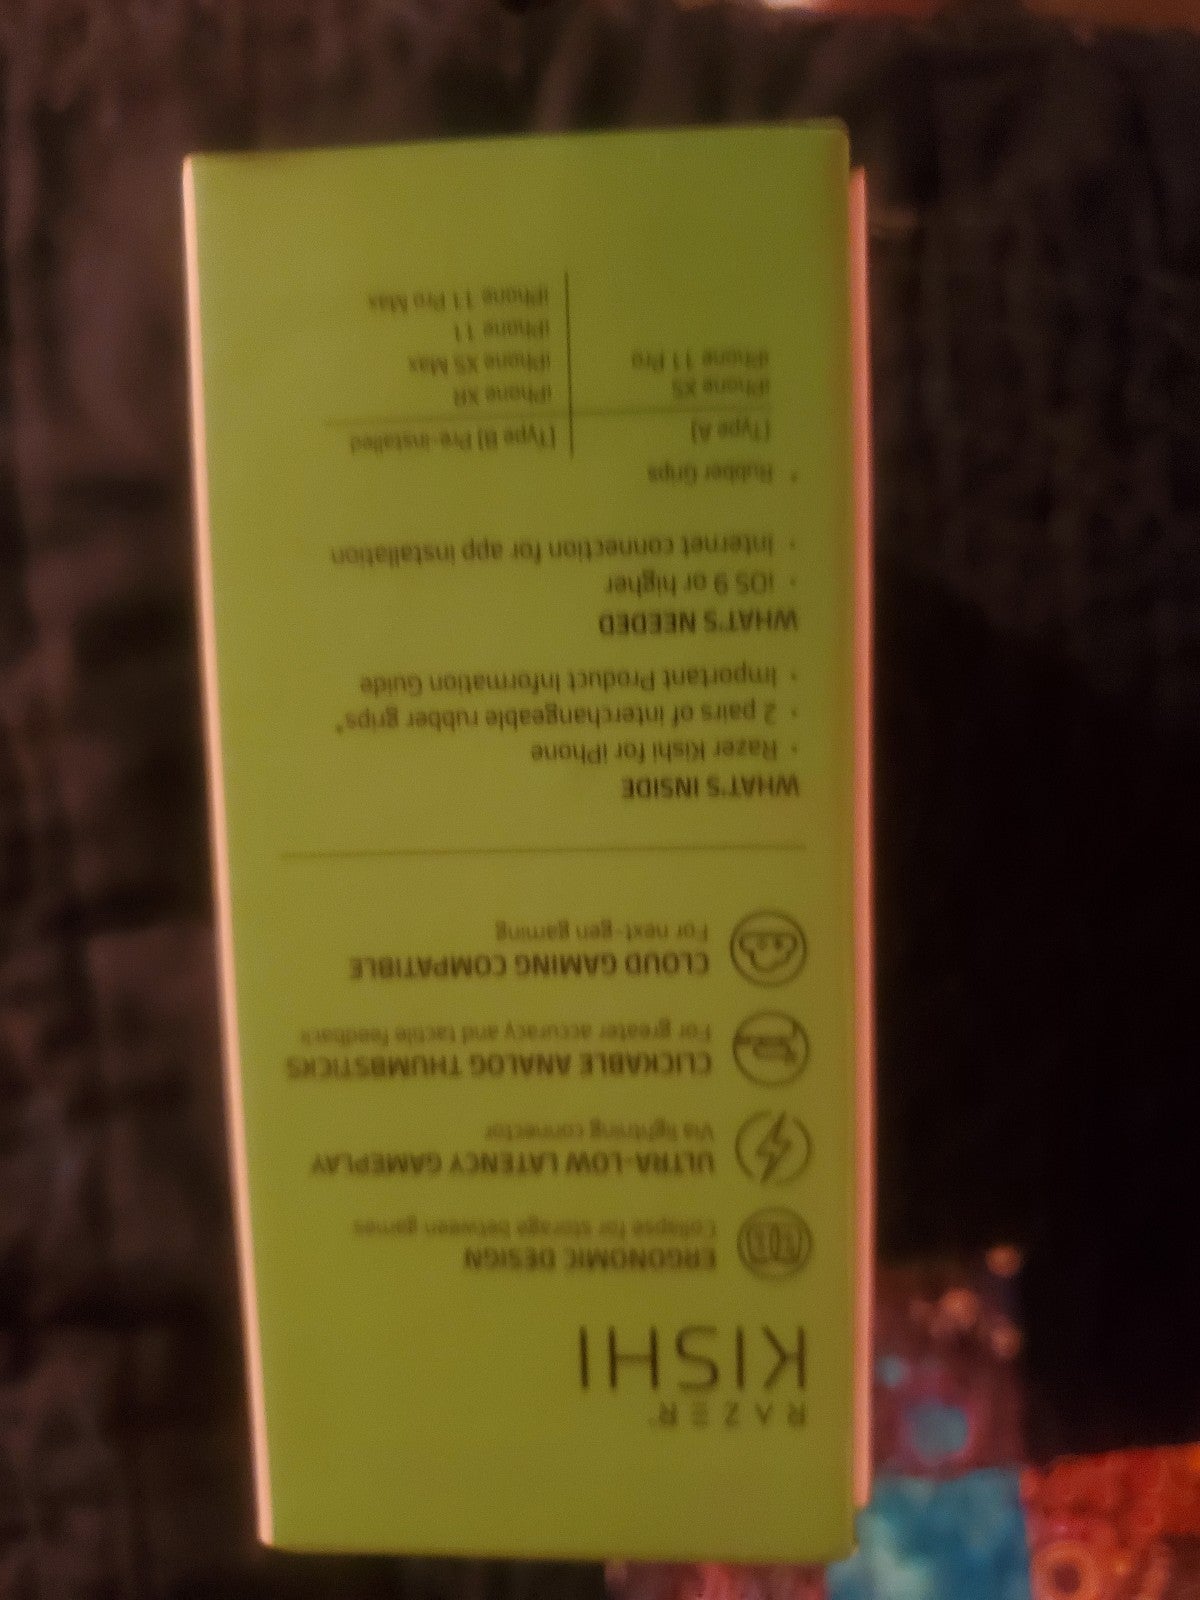 RAZER
KISHI
ERGONOMIC DESIGN
Collapse for storage between games
ULTRA-LOW LATENCY GAMEPLAY
Via lightning connector
CLICKABLE ANALOG THUMBSTICKS
For greater accuracy and tactile feedback
CLOUD GAMING COMPATIBLE
For next-gen gaming
WHAT'S INSIDE
· Razer Kishi for iPhone
· 2 pairs of interchangeable rubber grips*
· Important Product Information Guide
WHAT'S NEEDED
· iOS 9 or higher
· Internet connection for app installation
* Rubber Grips
[Type A]
iPhone XS
iPhone 11 Pro
[Type B] Pre-installed
iPhone XR
iPhone XS Max
iPhone 11
iPhone 11 Pro Max